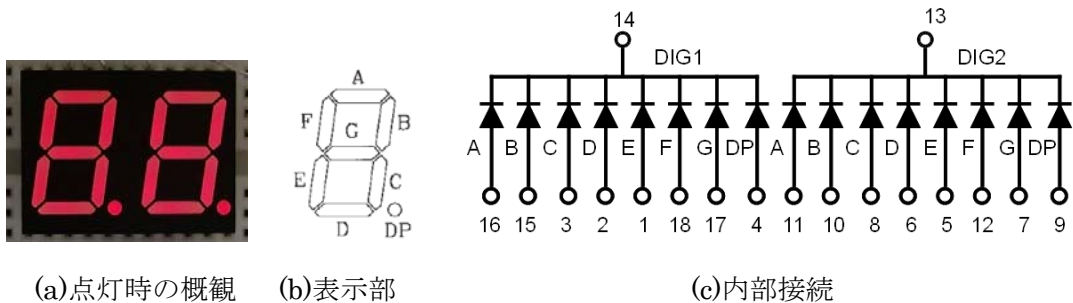 14 13
DIG1 DIG2
A
F G B
E C
D DP
A B C D E F G DP A B C D E F G DP
16 15 3 2 1 18 17 4 11 10 8 6 5 12 7 9
(a)点灯時の概観 (b)表示部 (c)内部接続